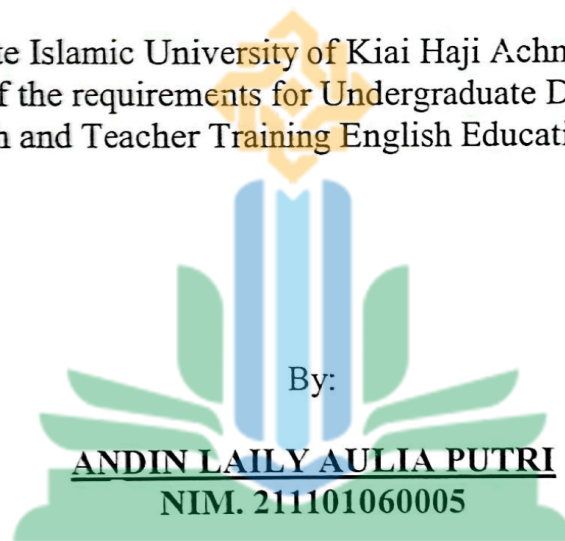 te Islamic University of Kiai Haji Achm
f the requirements for Undergraduate D
h and Teacher Training English Educati
By:
ANDIN LAILY AULIA PUTRI
NIM. 211101060005